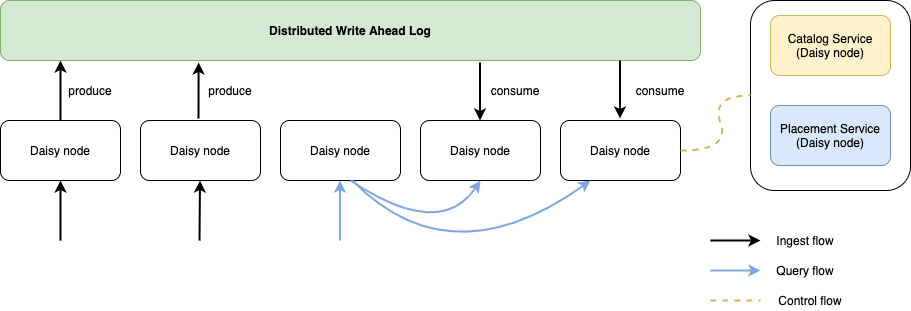 Distributed Write Ahead Log
Catalog Service
(Daisy node)
produce
produce
consume
consume
Daisy node
Daisy node
Daisy node
Daisy node
Daisy node
Placement Service
(Daisy node)
Ingest flow
Query flow
Control flow